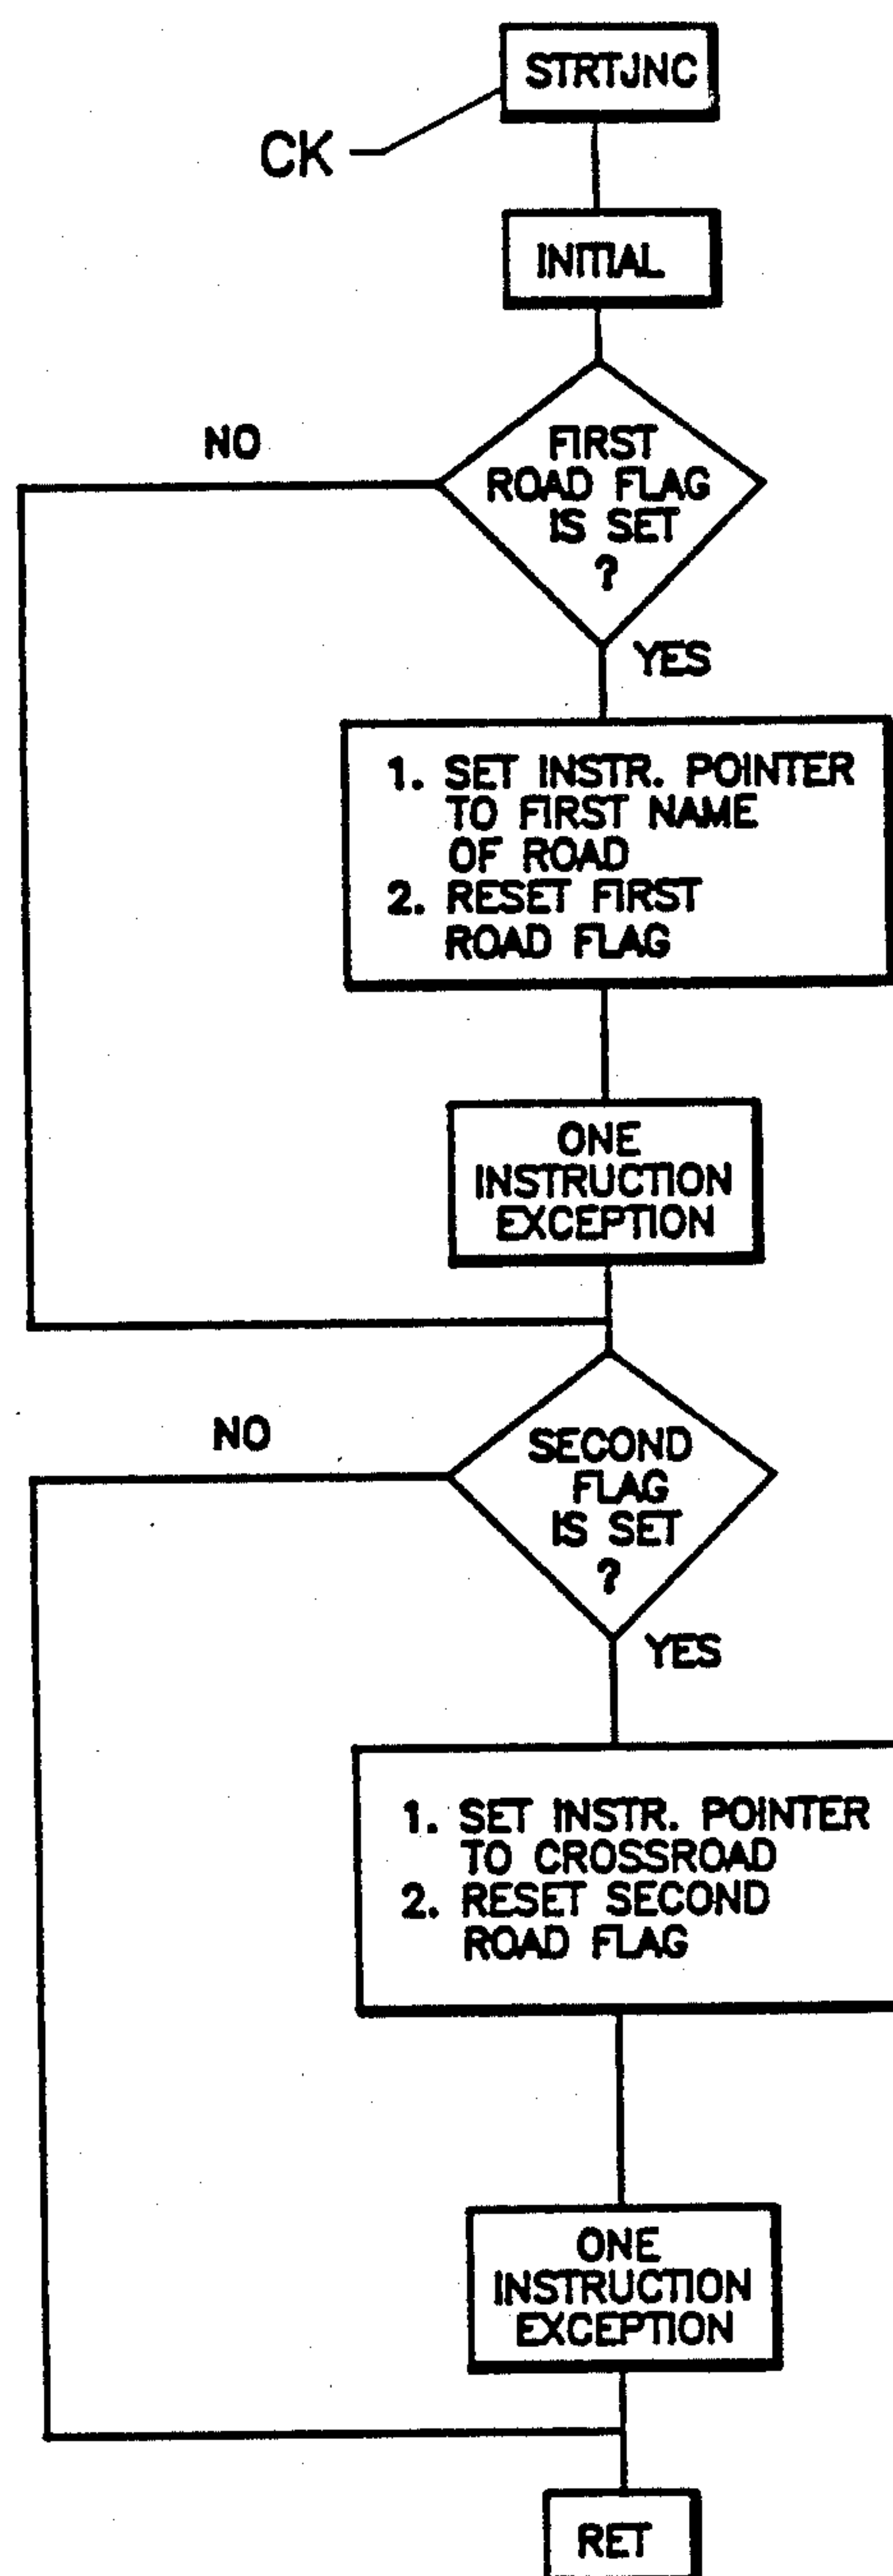 STRTJNC
CK
INITIAL
NO
FIRST
ROAD FLAG
IS SET
?
YES
1. SET INSTR. POINTER
TO FIRST NAME
OF ROAD
2. RESET FIRST
ROAD FLAG
ONE
INSTRUCTION
EXCEPTION
NO
SECOND
FLAG
IS SET
?
YES
1. SET INSTR. POINTER
TO CROSSROAD
2. RESET SECOND
ROAD FLAG
ONE
INSTRUCTION
EXCEPTION
RET